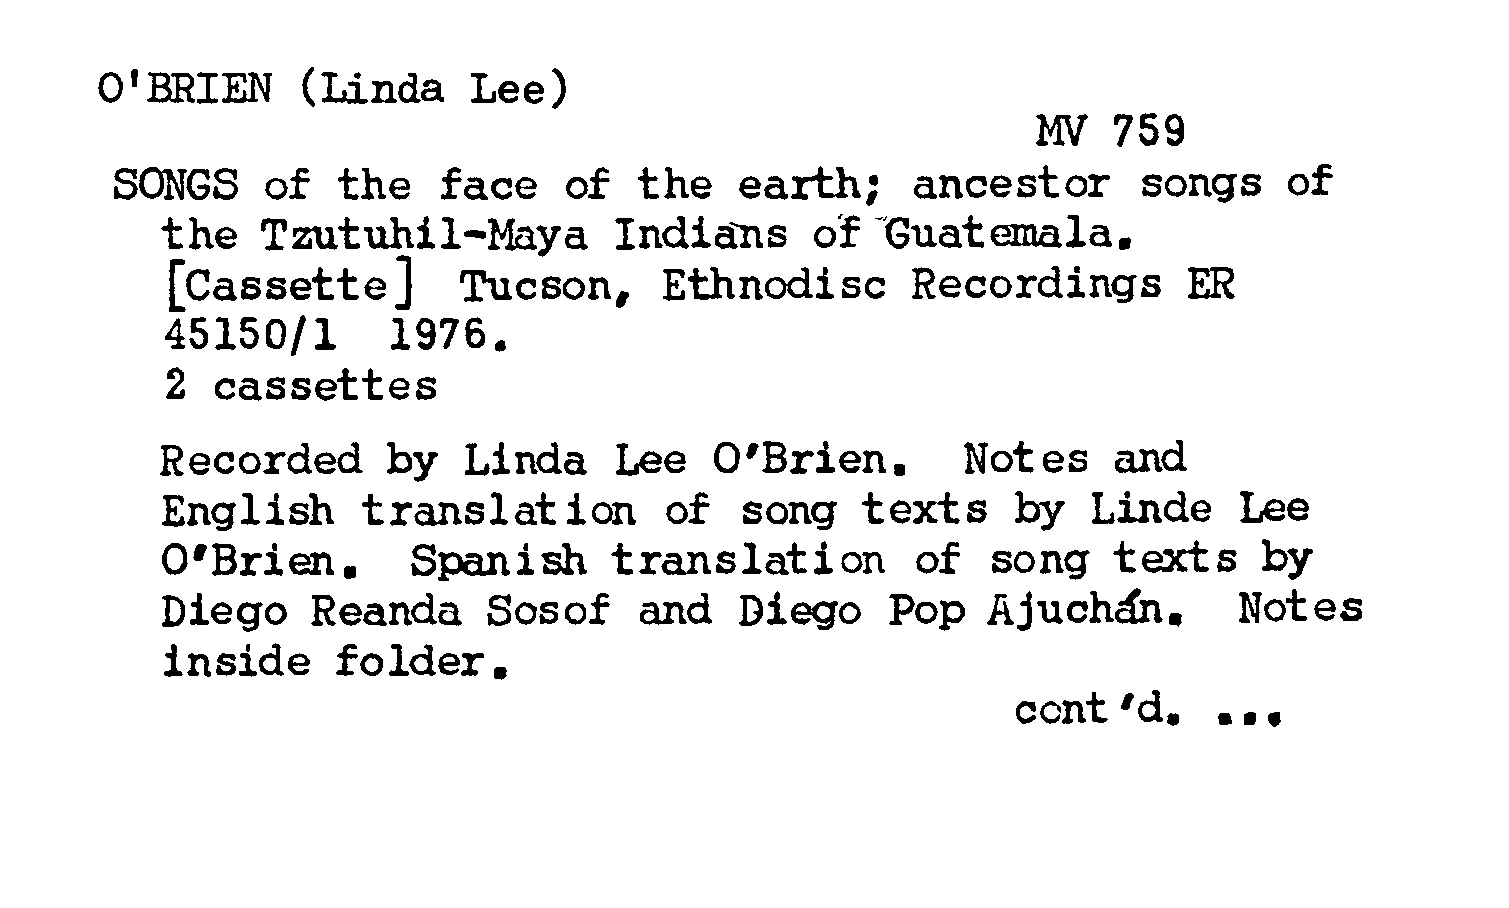 O'BRIEN (Linda Lee)
MV 759
SONGS of the face of the earth; ancestor songs of
the Tzutuhil-Maya Indians of Guatemala.
[Cassette] Tucson, Ethnodisc Recordings ER
45150/1 1976.
2 cassettes
Recorded by Linda Lee O'Brien. Notes and
English translation of song texts by Linde Lee
O'Brien. Spanish translation of song texts by
Diego Reanda Sosof and Diego Pop Ajuchán. Notes
inside folder.
cont'd. ...